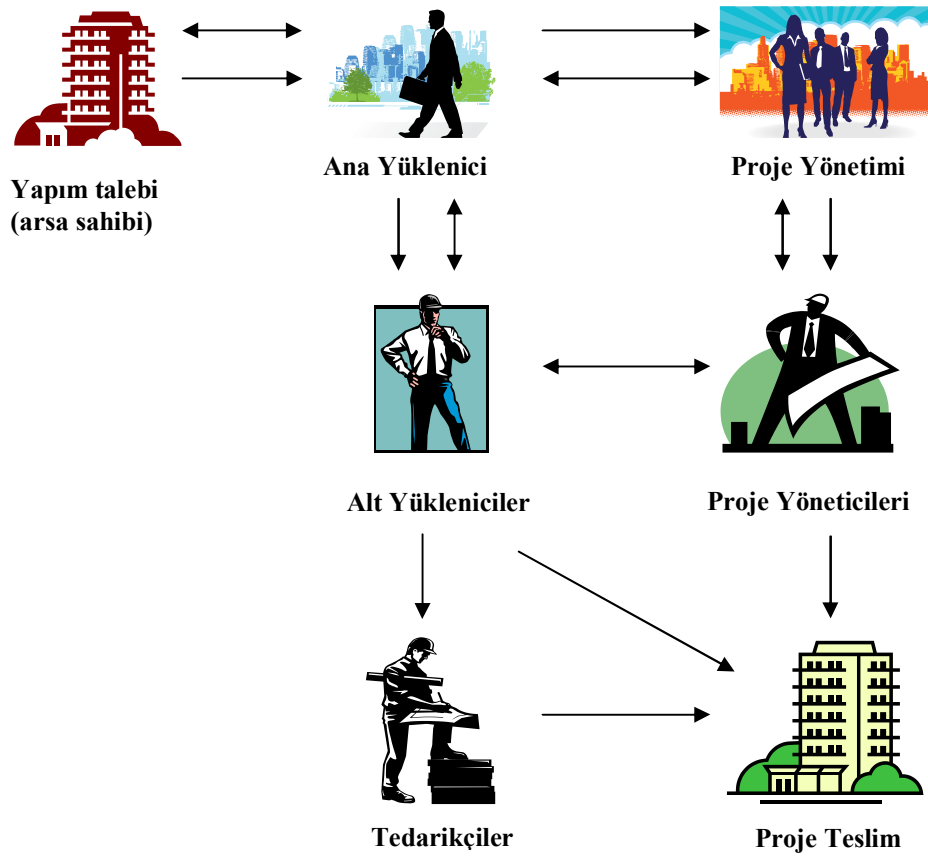 Ana Yüklenici
Proje Yönetimi
Yapım talebi
(arsa sahibi)
Alt Yükleniciler
Proje Yöneticileri
Tedarikçiler
Proje Teslim